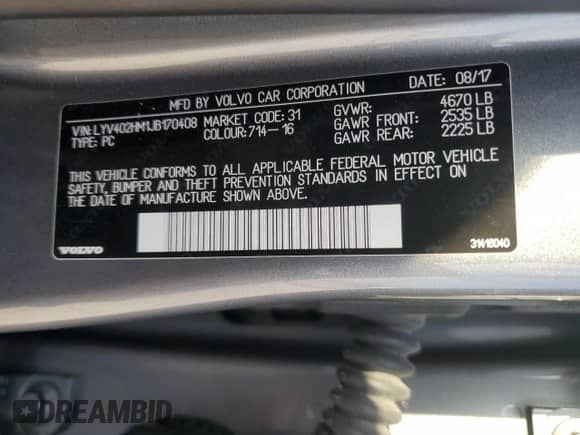 MFD BY VOLVO CAR CORPORATION DATE: 08/17
VIN: LYV402HM1JB170408 MARKET CODE: 31 GVWR: 4670 LB
TYPE: PC COLOUR: 714-16 GAWR FRONT: 2535 LB
GAWR REAR: 2225 LB
THIS VEHICLE CONFORMS TO ALL APPLICABLE FEDERAL MOTOR VEHICLE
SAFETY, BUMPER AND THEFT PREVENTION STANDARDS IN EFFECT ON
THE DATE OF MANUFACTURE SHOWN ABOVE.
VOLVO 31416040
DREAMBID